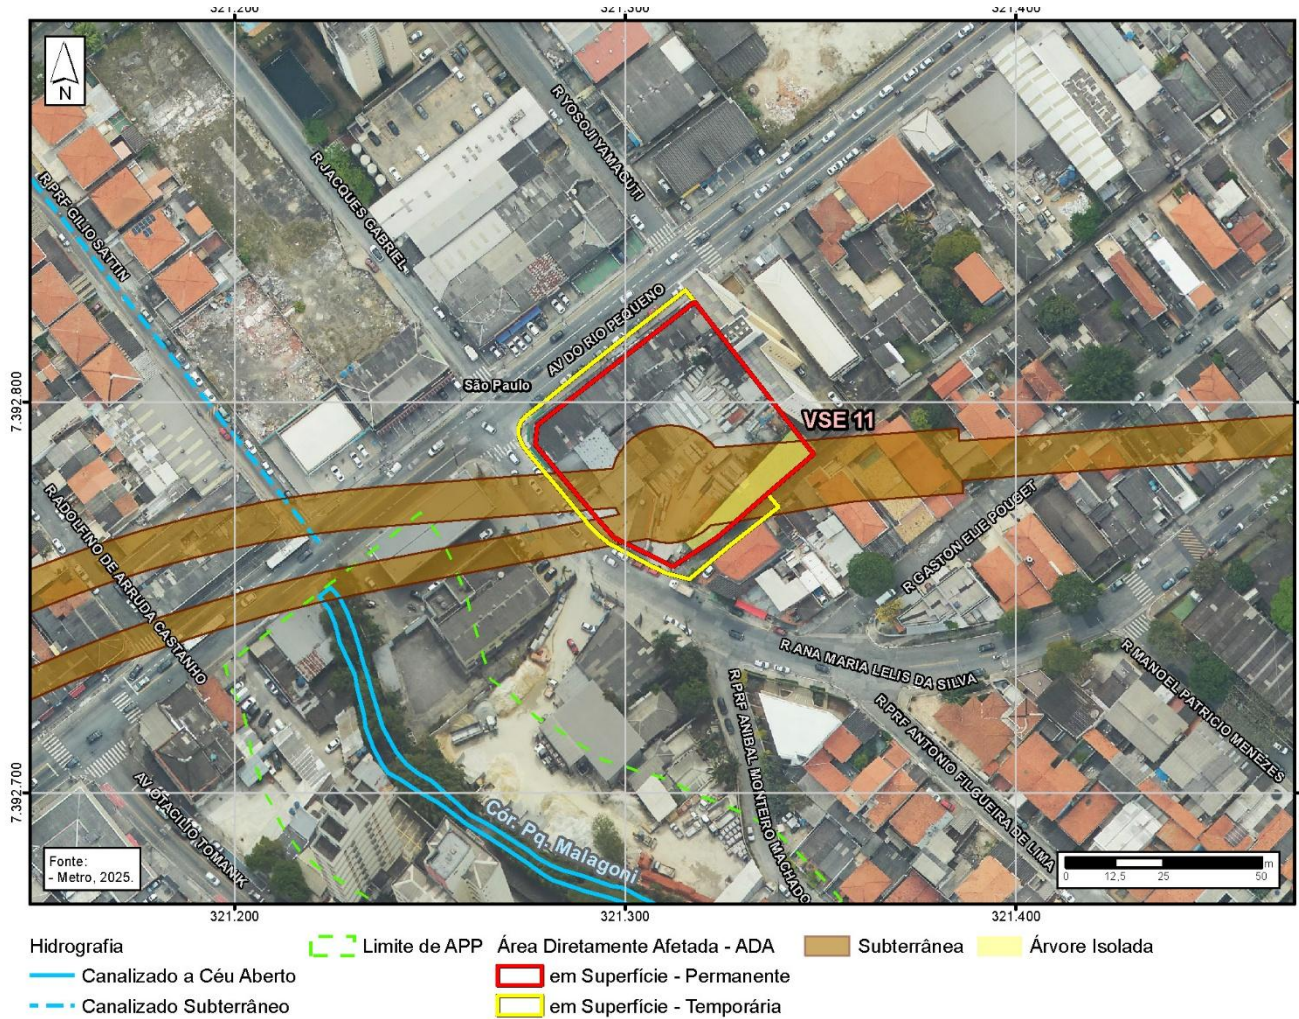 321.200
321.300
321.400
N
R YOSOJI YAMAGUTI
R JACQUES GABRIEL
R PRF GILIO SATTIN
AV DO RIO PEQUENO
São Paulo
7.392.800
VSE 11
R ADOLFINO DE ARRUDA CASTANHO
R GASTON ELIE POUGET
R ANA MARIA LELIS DA SILVA
R MANOEL PATRICIO MENEZES
R PRF ANIBAL MONTEIRO MACHADO
R PRF ANTONIO FILGUEIRA DE LIMA
7.392.700
AV OTACILIO TOMANIK
Cór. Pq. Malagoni
Fonte:
- Metro, 2025.
m
0 12,5 25 50
321.200
321.300
321.400
Hidrografia
Canalizado a Céu Aberto
Canalizado Subterrâneo
Limite de APP
Área Diretamente Afetada - ADA
em Superfície - Permanente
em Superfície - Temporária
Subterrânea
Árvore Isolada